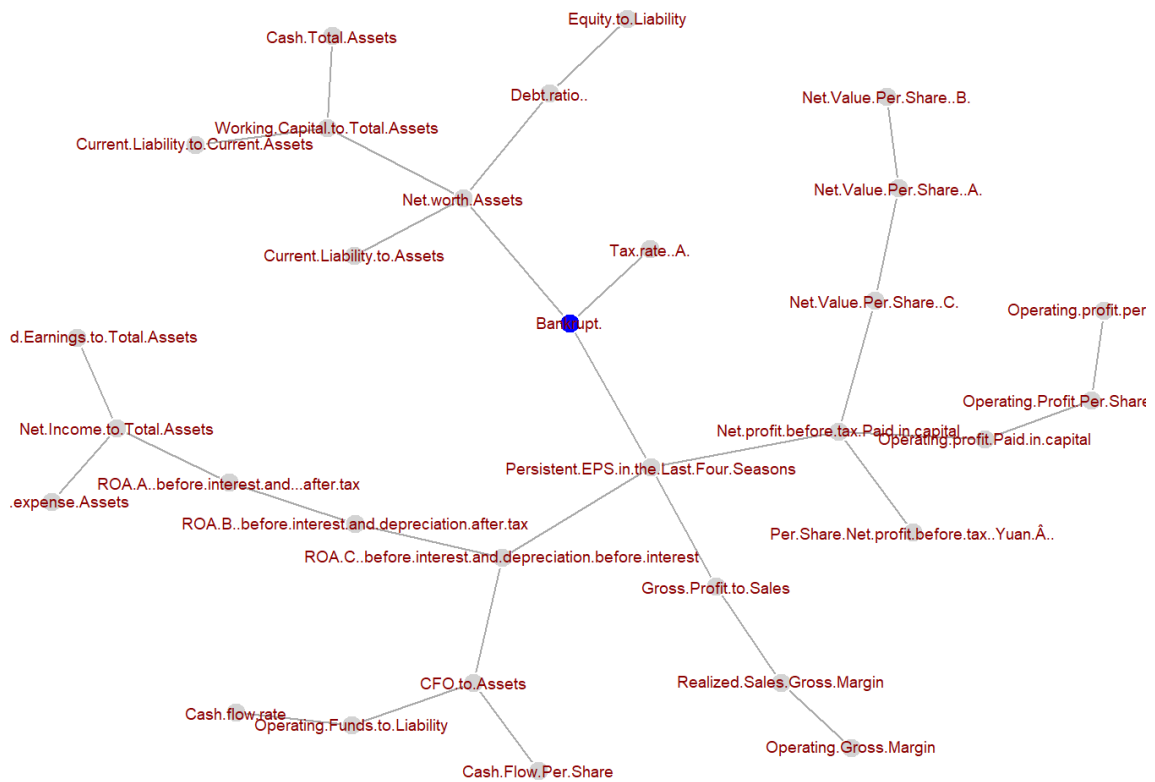 Equity.to.Liability
Cash.Total.Assets
Debt.ratio..
Net.Value.Per.Share..B.
Working.Capital.to.Total.Assets
Current.Liability.to.Current.Assets
Net.Value.Per.Share..A.
Net.worth.Assets
Tax.rate..A.
Current.Liability.to.Assets
Net.Value.Per.Share..C.
Operating.profit.per
Bankrupt.
d.Earnings.to.Total.Assets
Operating.Profit.Per.Share
Net.Income.to.Total.Assets
Net.profit.before.tax.Paid.in.capital
Operating.profit.Paid.in.capital
Persistent.EPS.in.the.Last.Four.Seasons
ROA.A..before.interest.and...after.tax
.expense.Assets
ROA.B..before.interest.and.depreciation.after.tax
Per.Share.Net.profit.before.tax..Yuan.Â..
ROA.C..before.interest.and.depreciation.before.interest
Gross.Profit.to.Sales
CFO.to.Assets
Realized.Sales.Gross.Margin
Cash.flow.rate
Operating.Funds.to.Liability
Operating.Gross.Margin
Cash.Flow.Per.Share